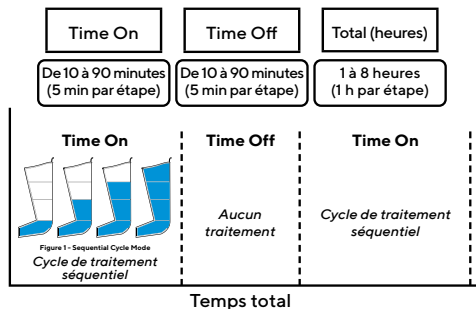 Time On
Time Off
Total (heures)
De 10 à 90 minutes
(5 min par étape)
De 10 à 90 minutes
(5 min par étape)
1 à 8 heures
(1 h par étape)
Time On
Time Off
Time On
Figure 1 - Sequential Cycle Mode
Cycle de traitement
séquentiel
Aucun
traitement
Cycle de traitement
séquentiel
Temps total